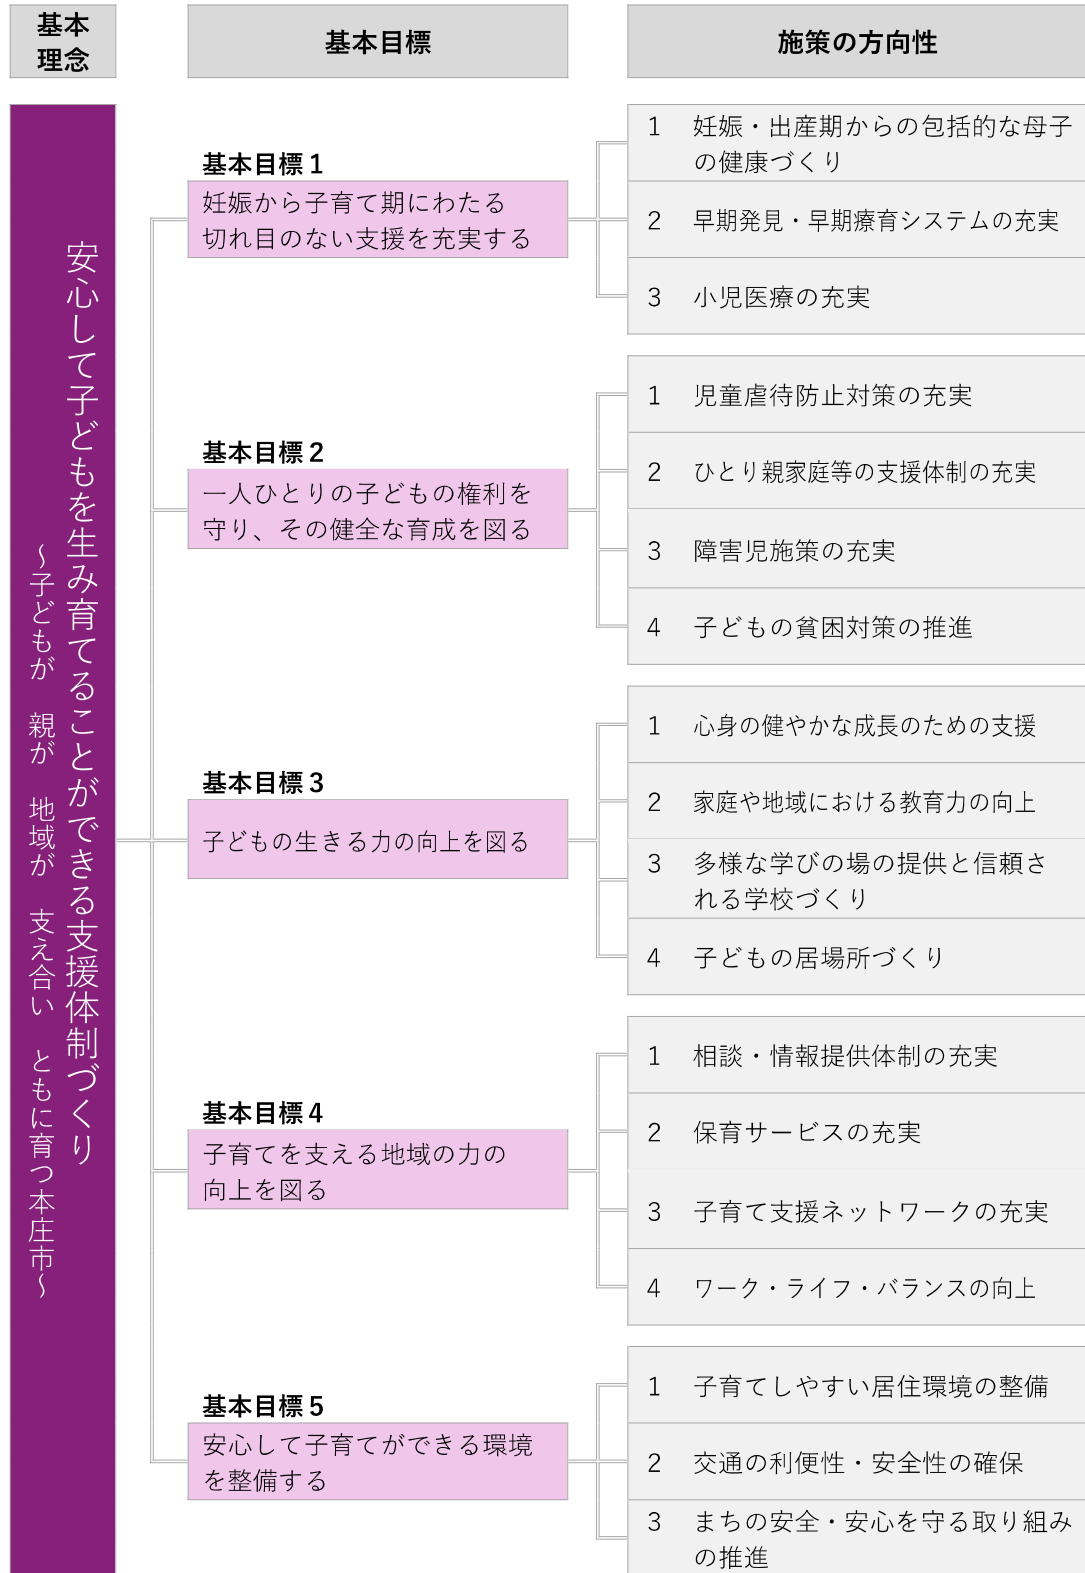 基本
理念
基本目標
施策の方向性
安心して子どもを生み育てることができる支援体制づくり
～子どもが 親が 地域が 支え合い ともに育つ本庄市～
基本目標1
妊娠から子育て期にわたる
切れ目のない支援を充実する
1 妊娠・出産期からの包括的な母子
の健康づくり
2 早期発見・早期療育システムの充実
3 小児医療の充実
基本目標2
一人ひとりの子どもの権利を
守り、その健全な育成を図る
1 児童虐待防止対策の充実
2 ひとり親家庭等の支援体制の充実
3 障害児施策の充実
4 子どもの貧困対策の推進
基本目標3
子どもの生きる力の向上を図る
1 心身の健やかな成長のための支援
2 家庭や地域における教育力の向上
3 多様な学びの場の提供と信頼さ
れる学校づくり
4 子どもの居場所づくり
基本目標4
子育てを支える地域の力の
向上を図る
1 相談・情報提供体制の充実
2 保育サービスの充実
3 子育て支援ネットワークの充実
4 ワーク・ライフ・バランスの向上
基本目標5
安心して子育てができる環境
を整備する
1 子育てしやすい居住環境の整備
2 交通の利便性・安全性の確保
3 まちの安全・安心を守る取り組み
の推進